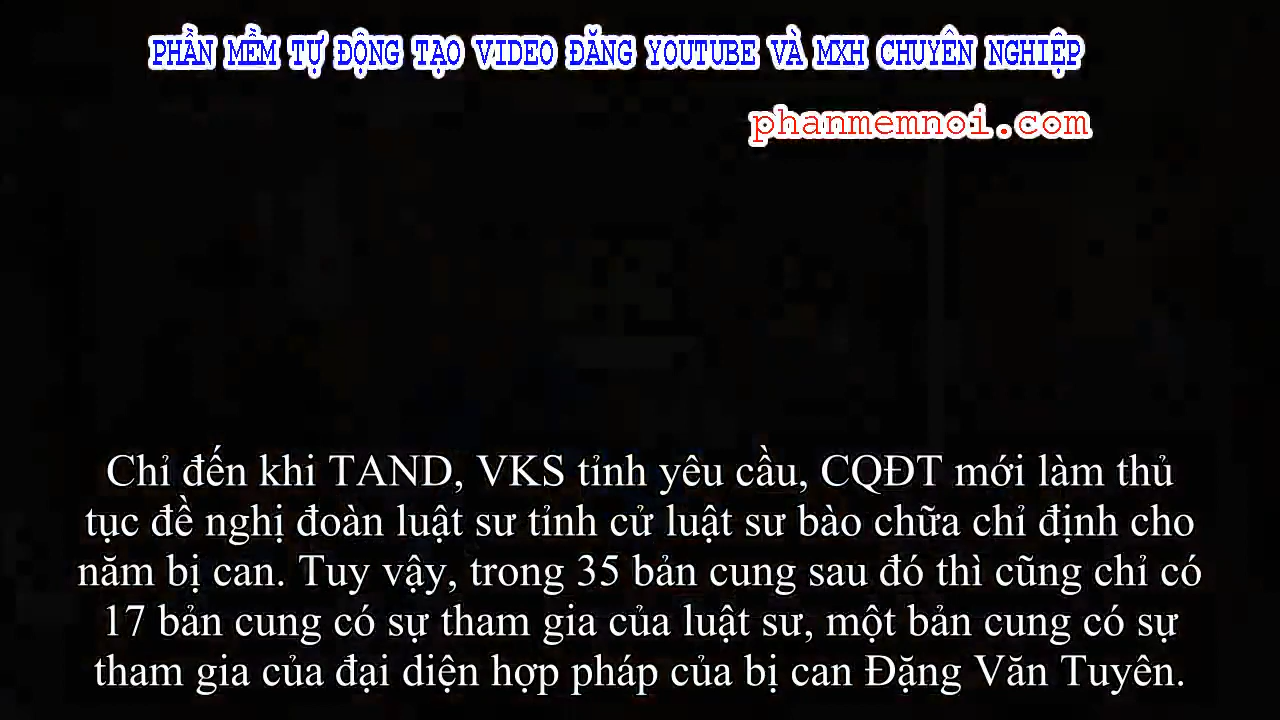 PHẦN MỀM TỰ ĐỘNG TẠO VIDEO ĐĂNG YOUTUBE VÀ MXH CHUYÊN NGHIỆP
phanmemnoi.com
Chỉ đến khi TAND, VKS tỉnh yêu cầu, CQĐT mới làm thủ
tục đề nghị đoàn luật sư tỉnh cử luật sư bào chữa chỉ định cho
năm bị can. Tuy vậy, trong 35 bản cung sau đó thì cũng chỉ có
17 bản cung có sự tham gia của luật sư, một bản cung có sự
tham gia của đại diện hợp pháp của bị can Đặng Văn Tuyên.